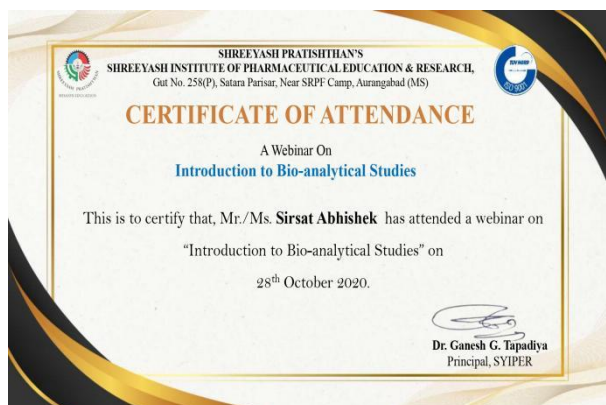 SHREEYASH PRATISHTHAN'S
SHREEYASH INSTITUTE OF PHARMACEUTICAL EDUCATION & RESEARCH,
Gut No. 258(P), Satara Parisar, Near SRPF Camp, Aurangabad (MS)
ISO 9001
CERTIFICATE OF ATTENDANCE
A Webinar On
Introduction to Bio-analytical Studies
This is to certify that, Mr./Ms. Sirsat Abhishek has attended a webinar on
“Introduction to Bio-analytical Studies” on
28th October 2020.
Dr. Ganesh G. Tapadiya
Principal, SYIPER